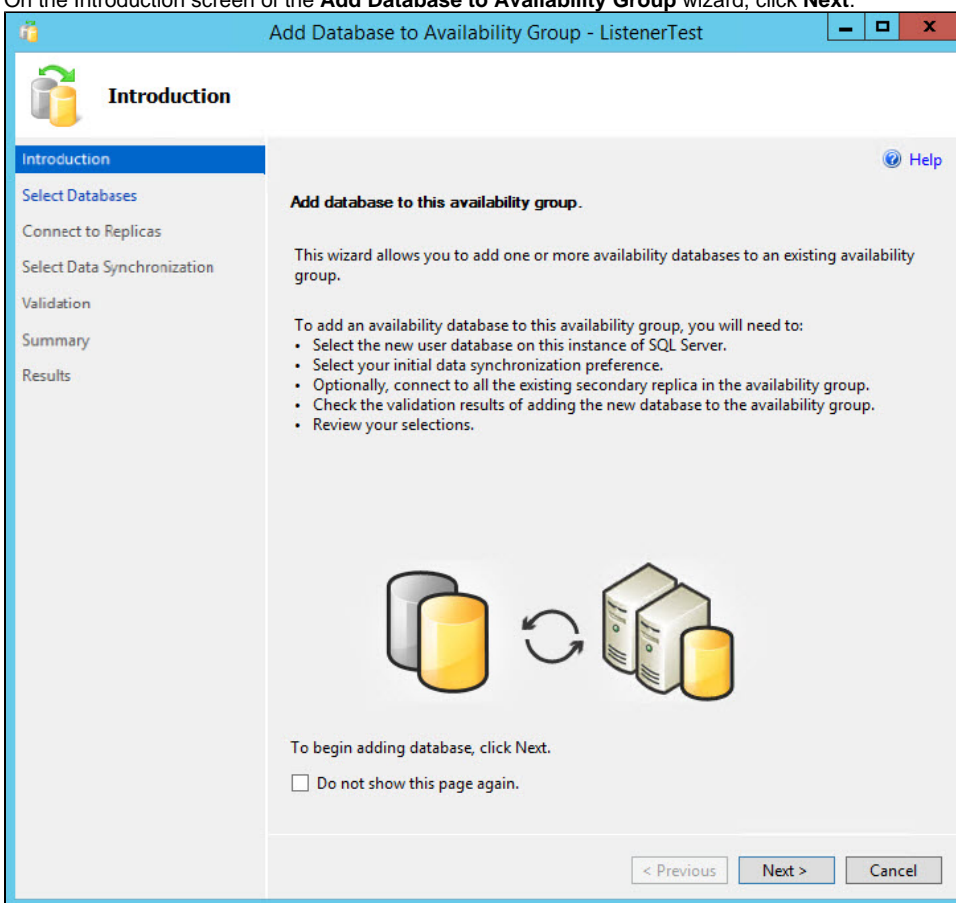 On the Introduction screen of the Add Database to Availability Group wizard, click Next.
Add Database to Availability Group - ListenerTest
Introduction
Introduction
Help
Select Databases
Connect to Replicas
Select Data Synchronization
Validation
Summary
Results
Add database to this availability group.
This wizard allows you to add one or more availability databases to an existing availability
group.
To add an availability database to this availability group, you will need to:
• Select the new user database on this instance of SQL Server.
• Select your initial data synchronization preference.
• Optionally, connect to all the existing secondary replica in the availability group.
• Check the validation results of adding the new database to the availability group.
• Review your selections.
To begin adding database, click Next.
Do not show this page again.
< Previous
Next >
Cancel